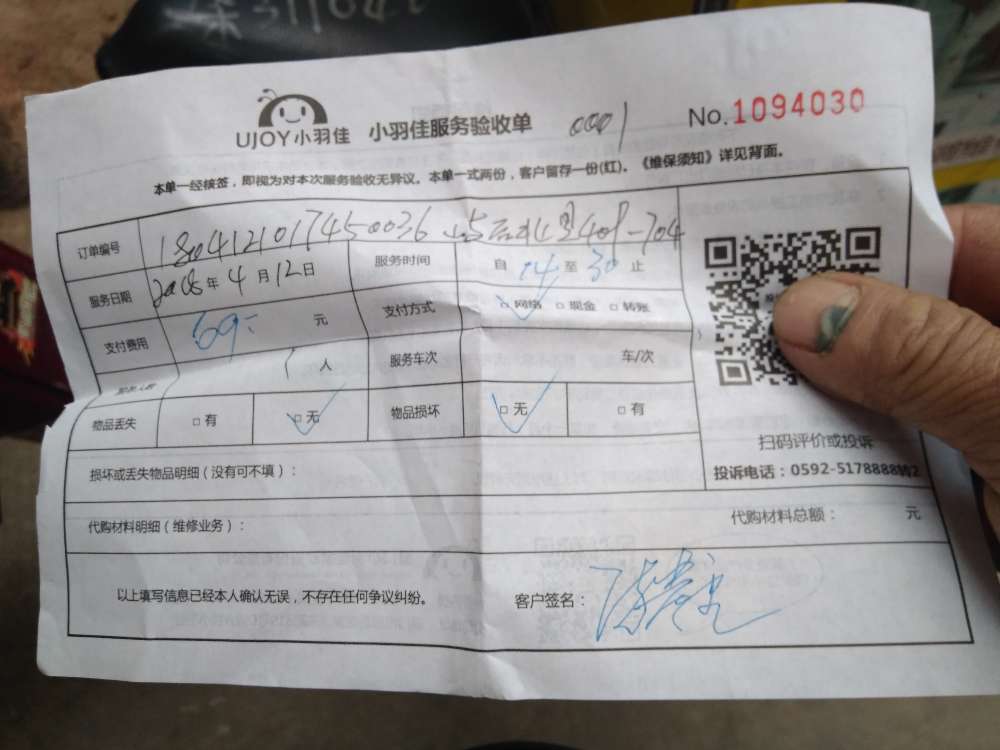 UJOY小羽佳 小羽佳服务验收单 0001 No.1094030
本单一经接签，即视为对本次服务验收无异议。本单一式两份，客户留存一份(红)。《维保须知》详见背面。
订单编号 1804121017450036
服务日期 2018年4月12日 服务时间 自 14 至 30 止
支付费用 69- 元 支付方式 □ 网络 □ 现金 □ 转账
1 人 服务车次 车/次
物品丢失 □ 有 □ 无 物品损坏 □ 无 □ 有
扫码评价或投诉
投诉电话：0592-5178888转2
损坏或丢失物品明细（没有可不填）：
代购材料明细（维修业务）： 代购材料总额： 元
以上填写信息已经本人确认无误，不存在任何争议纠纷。 客户签名：